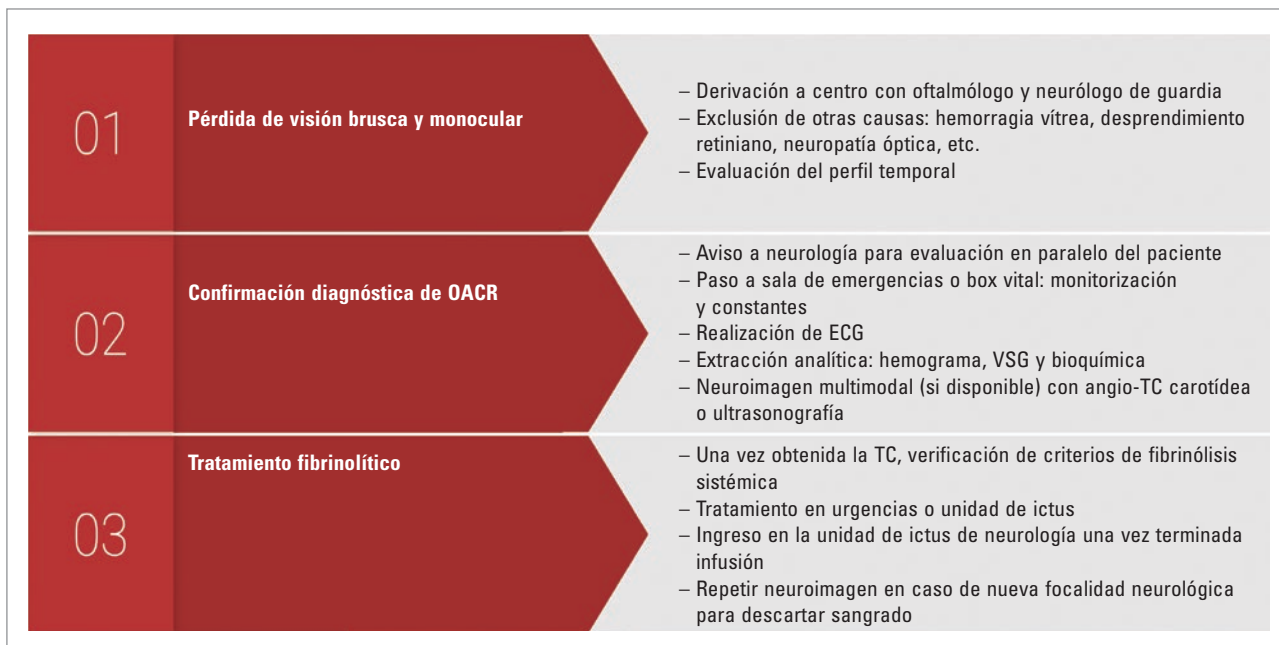 01
Pérdida de visión brusca y monocular
– Derivación a centro con oftalmólogo y neurólogo de guardia
– Exclusión de otras causas: hemorragia vítrea, desprendimiento
retiniano, neuropatía óptica, etc.
– Evaluación del perfil temporal
02
Confirmación diagnóstica de OACR
– Aviso a neurología para evaluación en paralelo del paciente
– Paso a sala de emergencias o box vital: monitorización
y constantes
– Realización de ECG
– Extracción analítica: hemograma, VSG y bioquímica
– Neuroimagen multimodal (si disponible) con angio-TC carotídea
o ultrasonografía
03
Tratamiento fibrinolítico
– Una vez obtenida la TC, verificación de criterios de fibrinólisis
sistémica
– Tratamiento en urgencias o unidad de ictus
– Ingreso en la unidad de ictus de neurología una vez terminada
infusión
– Repetir neuroimagen en caso de nueva focalidad neurológica
para descartar sangrado